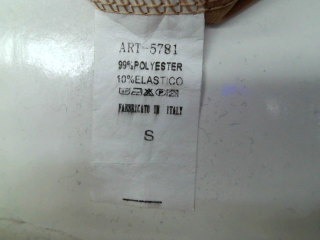 ART-5781
99%POLYESTER
10%ELASTICO
FABBRICATO IN ITALY
S